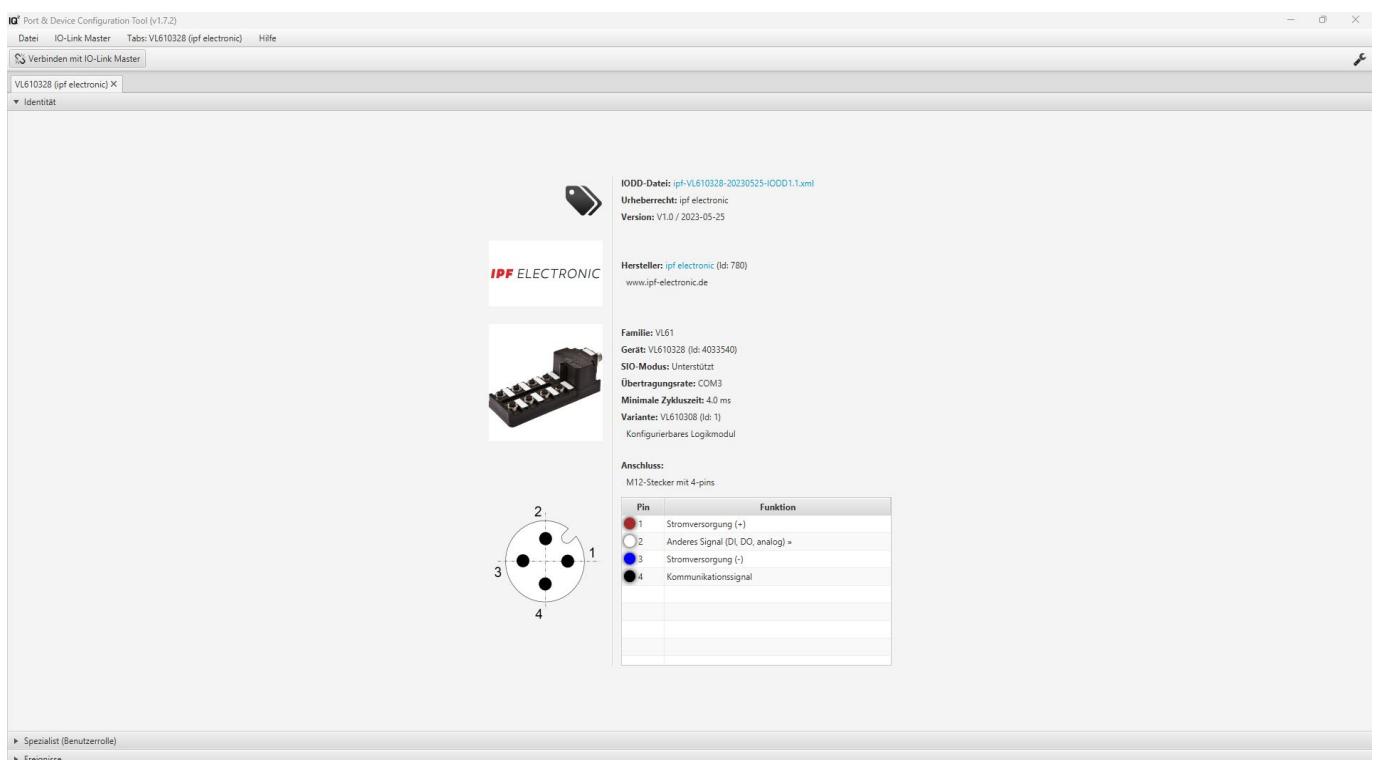 IQ² Port & Device Configuration Tool (v1.7.2)
Datei IO-Link Master Tabs: VL610328 (ipf electronic) Hilfe
Verbinden mit IO-Link Master
VL610328 (ipf electronic) ×
Identität
IODD-Datei: ipf-VL610328-20230525-IODD1.1.xml
Urheberrecht: ipf electronic
Version: V1.0 / 2023-05-25
IPF ELECTRONIC
Hersteller: ipf electronic (Id: 780)
www.ipf-electronic.de
Familie: VL61
Gerät: VL610328 (Id: 4033540)
SIO-Modus: Unterstützt
Übertragungsrate: COM3
Minimale Zykluszeit: 4.0 ms
Variante: VL610308 (Id: 1)
Konfigurierbares Logikmodul
Anschluss:
M12-Stecker mit 4-pins
2
1
3
4
Pin Funktion
1 Stromversorgung (+)
2 Anderes Signal (DI, DO, analog) »
3 Stromversorgung (-)
4 Kommunikationssignal
Spezialist (Benutzerrolle)
Ereignisse